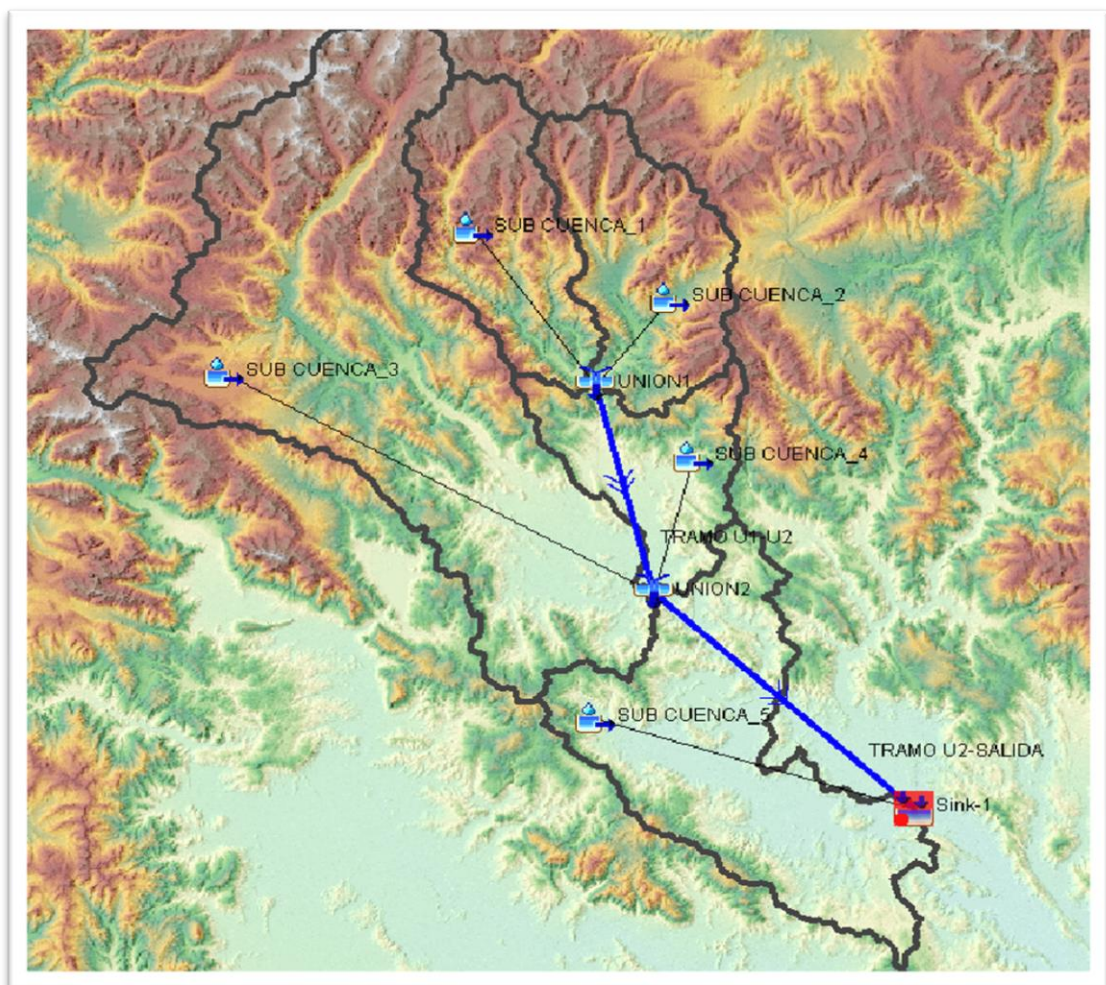 SUB CUENCA_1
SUB CUENCA_2
SUB CUENCA_3
UNION1
SUB CUENCA_4
TRAMO U1-U2
UNION2
SUB CUENCA_5
TRAMO U2-SALIDA
Sink-1